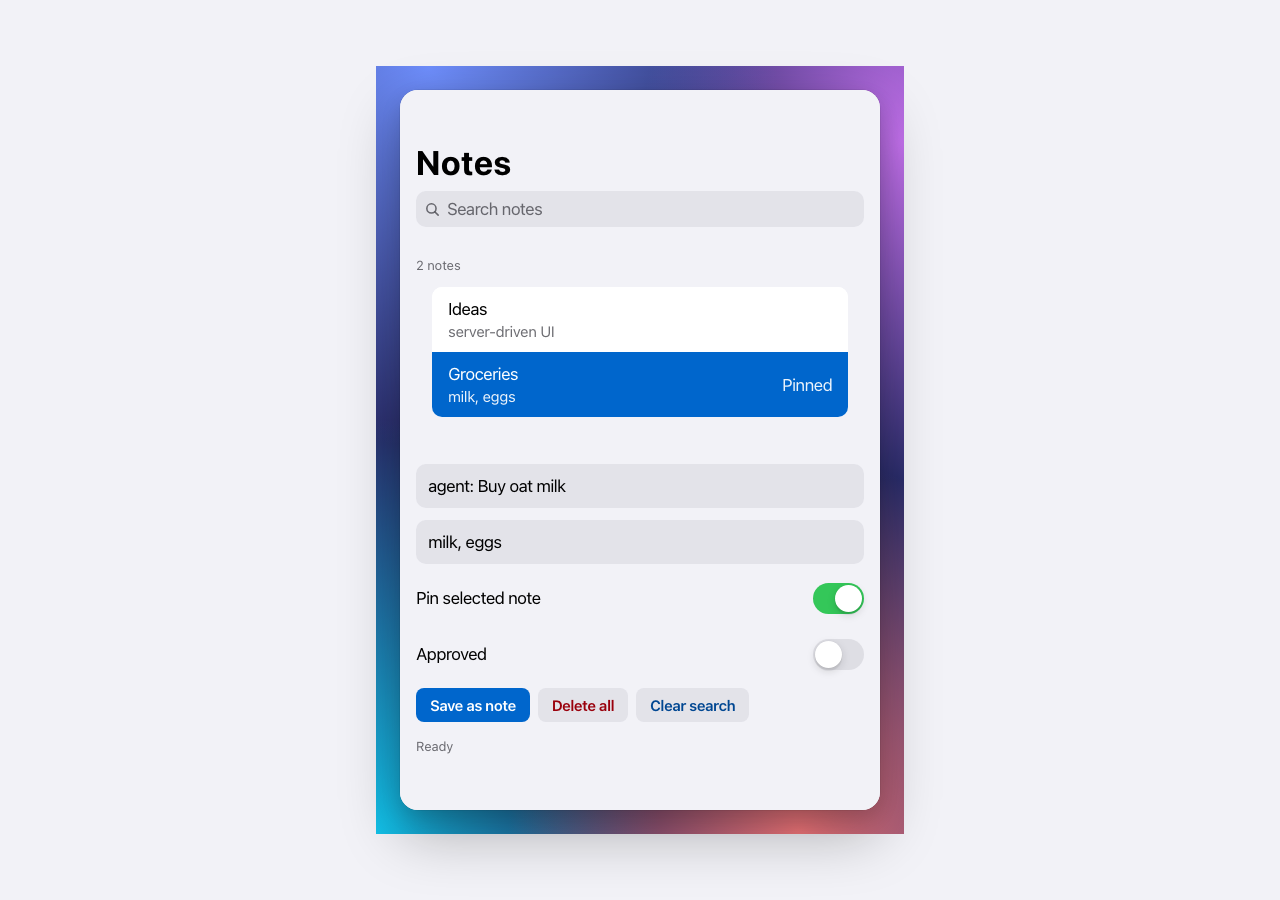 Notes
Search notes
2 notes
Ideas
server-driven UI
Groceries
milk, eggs
Pinned
agent: Buy oat milk
milk, eggs
Pin selected note
Approved
Save as note
Delete all
Clear search
Ready